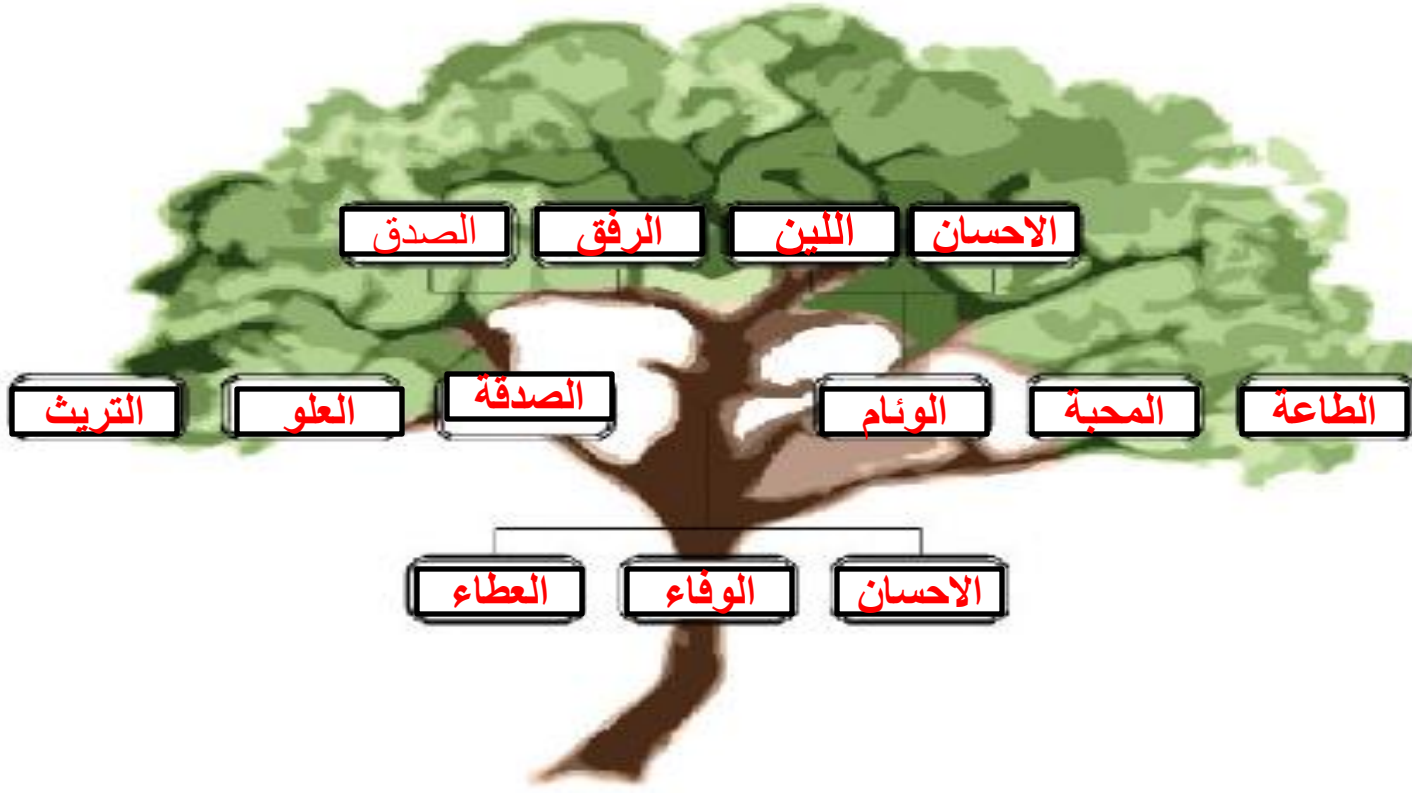 الاحسان اللين الرفق الصدق
الطاعة المحبة الوئام الصدقة العلو التريث
الاحسان الوفاء العطاء